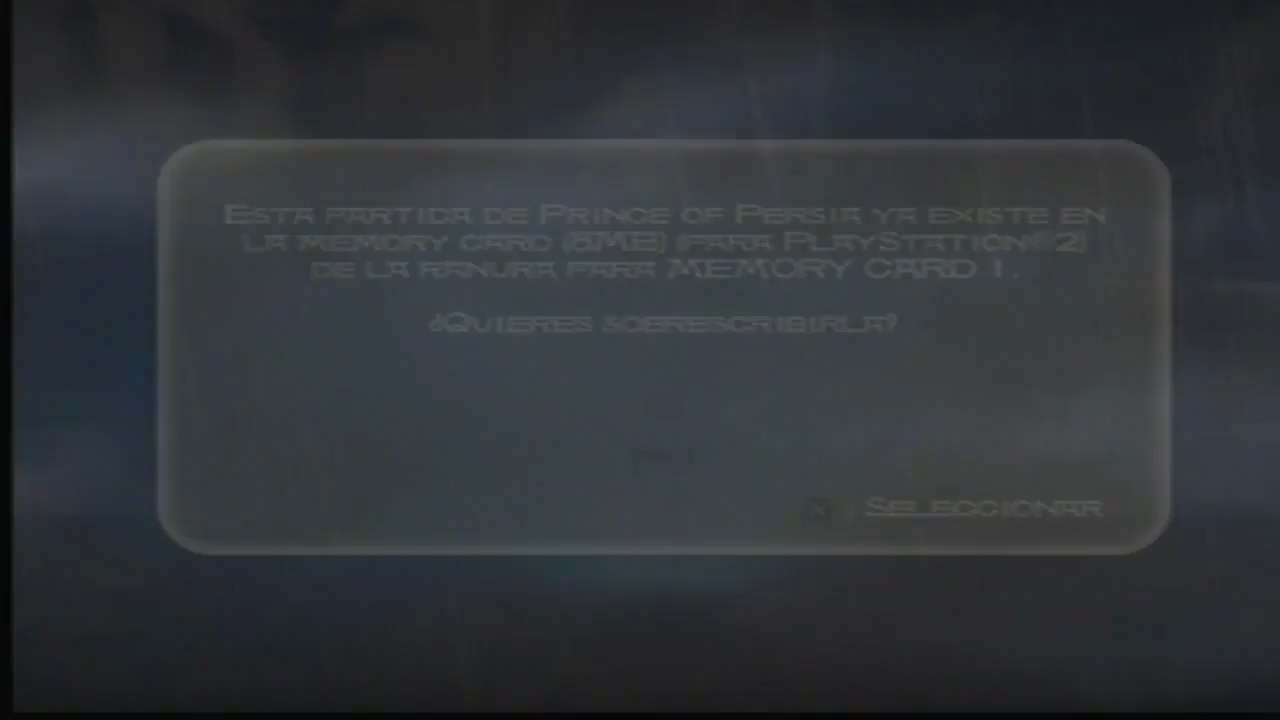 Esta partida de Prince of Persia ya existe en
la memory card (8MB) (para PlayStation®2)
de la ranura para MEMORY CARD 1.
¿Quieres sobrescribirla?
Seleccionar